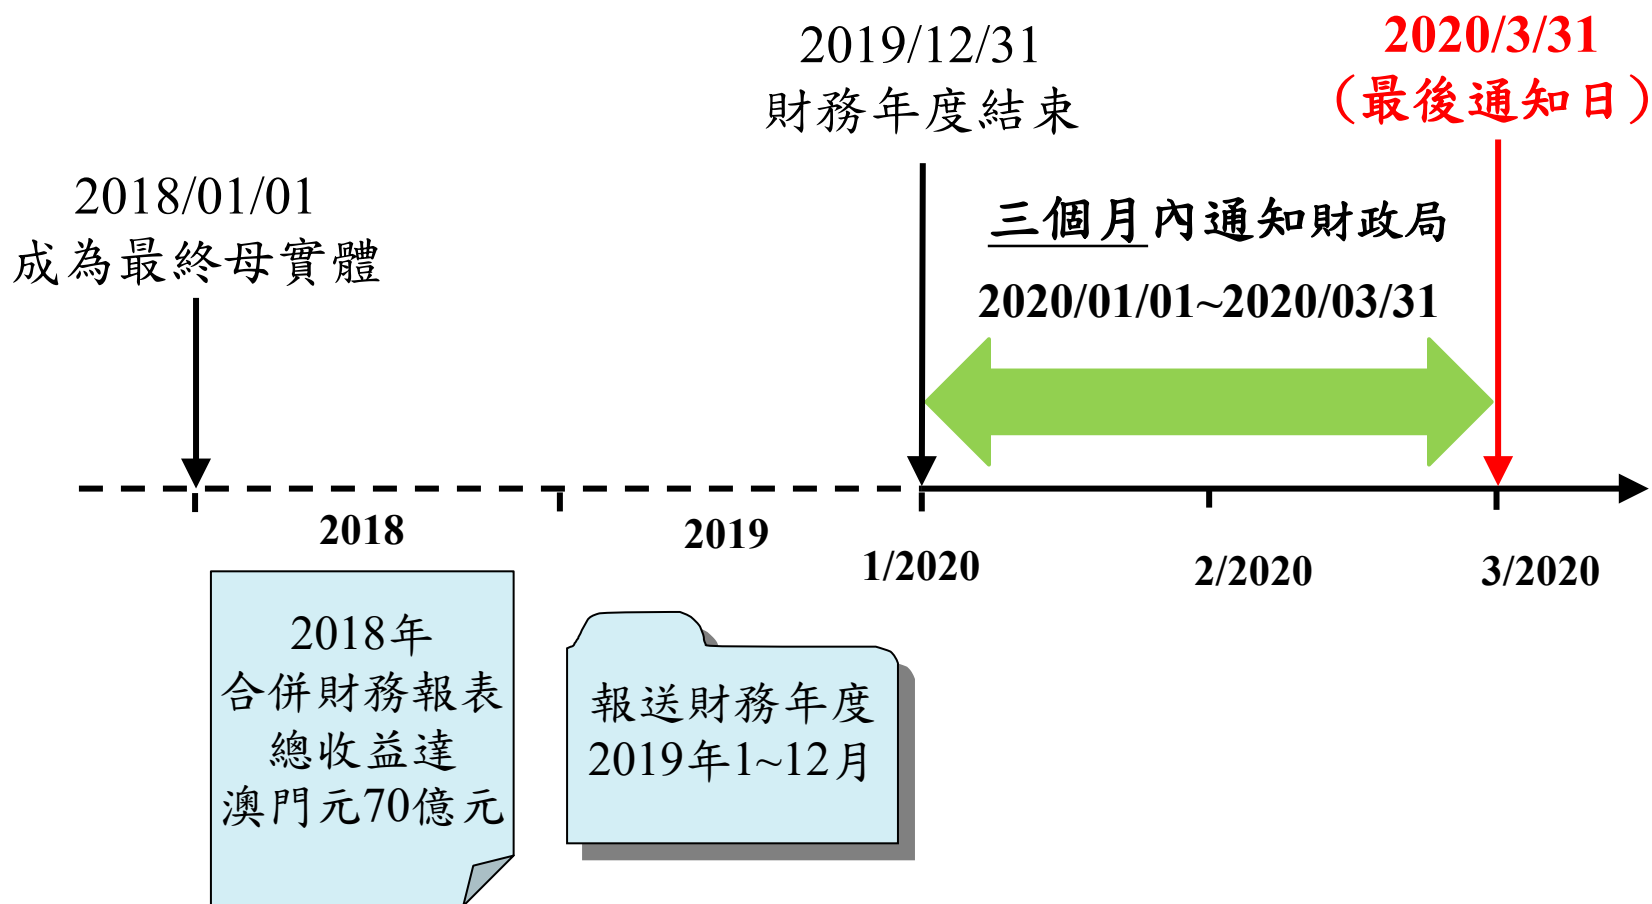 2019/12/31
財務年度結束
2020/3/31
（最後通知日）
2018/01/01
成為最終母實體
三個月內通知財政局
2020/01/01~2020/03/31
2018
2019
1/2020
2/2020
3/2020
2018年
合併財務報表
總收益達
澳門元70億元
報送財務年度
2019年1~12月